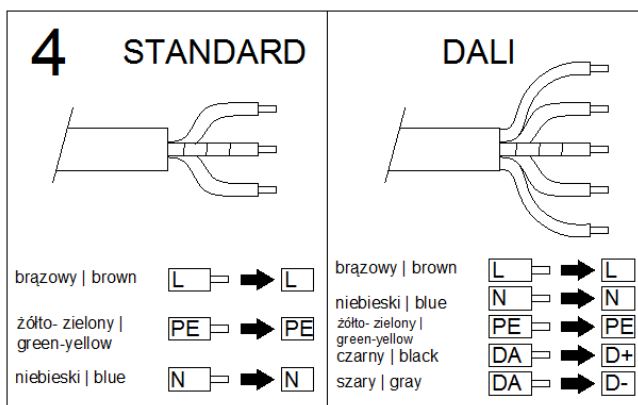 4 STANDARD
brązowy | brown L L
żółto- zielony |
green-yellow PE PE
niebieski | blue N N
DALI
brązowy | brown L L
niebieski | blue N N
żółto- zielony |
green-yellow PE PE
czarny | black DA D+
szary | gray DA D-